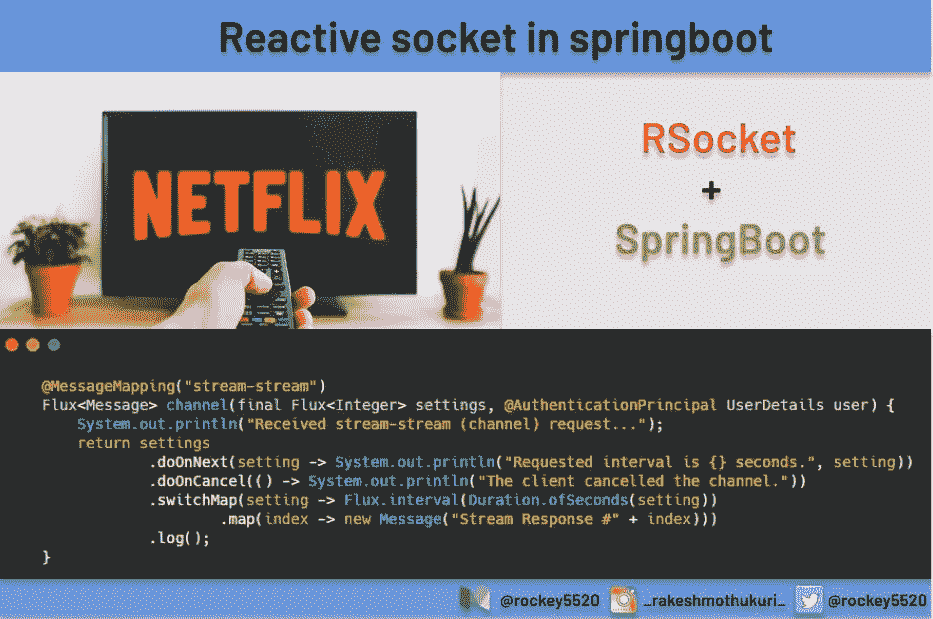 Reactive socket in springboot
NETFLIX
RSocket
+
SpringBoot
@MessageMapping("stream-stream")
Flux<Message> channel(final Flux<Integer> settings, @AuthenticationPrincipal UserDetails user) {
System.out.println("Received stream-stream (channel) request...");
return settings
.doOnNext(setting -> System.out.println("Requested interval is {} seconds.", setting))
.doOnCancel(() -> System.out.println("The client cancelled the channel."))
.switchMap(setting -> Flux.interval(Duration.ofSeconds(setting))
.map(index -> new Message("Stream Response #" + index)))
.log();
}
@rockey5520 _rakeshmothukuri_ @rockey5520